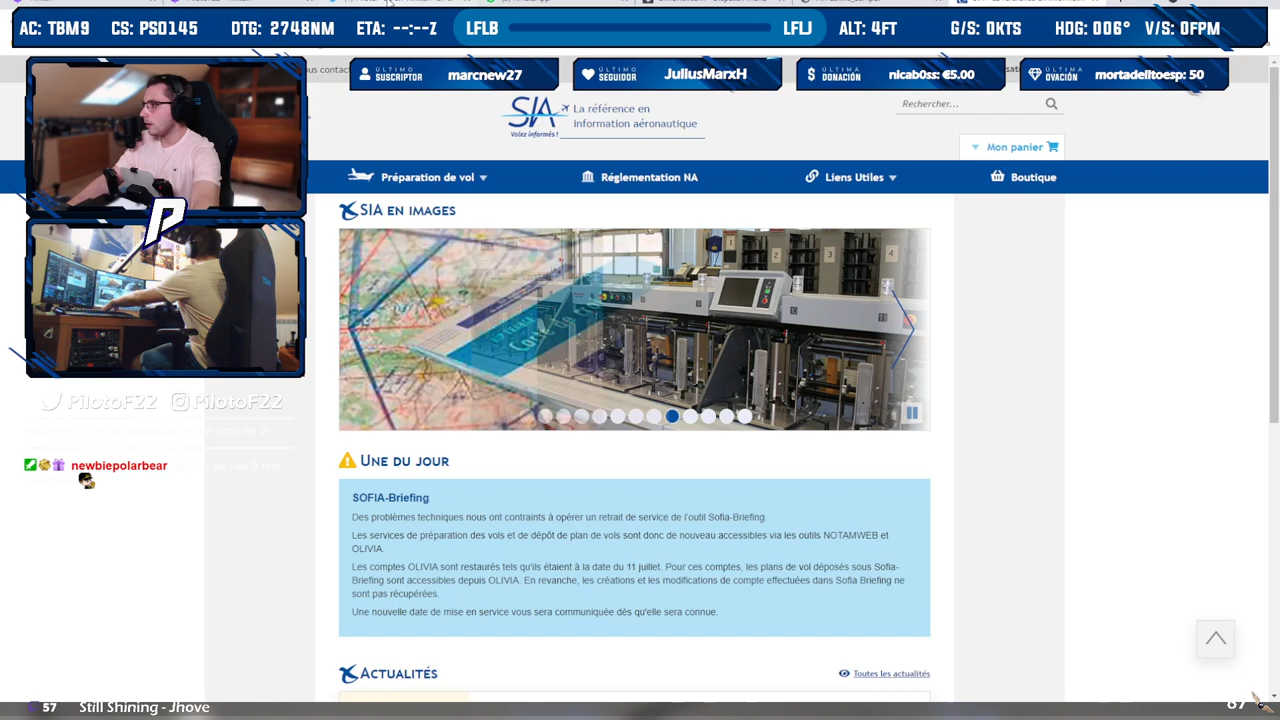 AC: TBM9 CS: PSO145 DTG: 2748NM ETA: --:--Z LFLB LFLJ ALT: 4FT G/S: 0KTS HDG: 006° V/S: 0FPM
ÚLTIMO SUSCRIPTOR marcnew27
ÚLTIMO SEGUIDOR JuliusMarxH
ÚLTIMA DONACIÓN nicab0ss: €5.00
ÚLTIMA OVACIÓN mortadelitoesp: 50
SIA
Volez informés !
La référence en
information aéronautique
Rechercher...
Mon panier
Préparation de vol
Réglementation NA
Liens Utiles
Boutique
SIA EN IMAGES
UNE DU JOUR
SOFIA-Briefing
Des problèmes techniques nous ont contraints à opérer un retrait de service de l'outil Sofia-Briefing.
Les services de préparation des vols et de dépôt de plan de vols sont donc de nouveau accessibles via les outils NOTAMWEB et
OLIVIA.
Les comptes OLIVIA sont restaurés tels qu'ils étaient à la date du 11 juillet. Pour ces comptes, les plans de vol déposés sous Sofia-
Briefing sont accessibles depuis OLIVIA. En revanche, les créations et les modifications de compte effectuées dans Sofia Briefing ne
sont pas récupérées.
Une nouvelle date de mise en service vous sera communiquée dès qu'elle sera connue.
ACTUALITÉS
Toutes les actualités
PilotoF22 PilotoF22
newbiepolarbear
57 Still Shining - Jhove
67